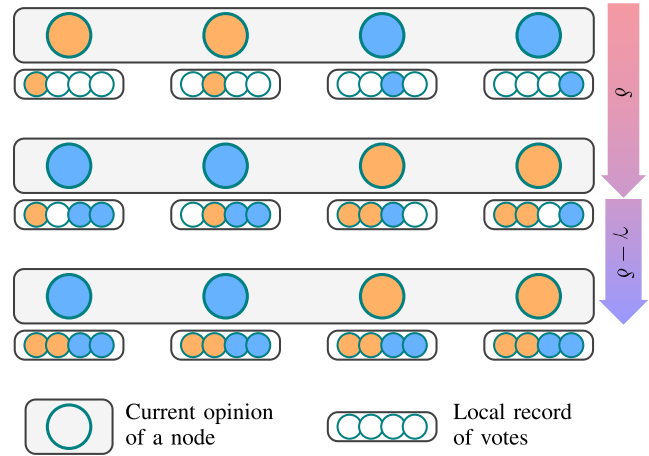 δ
γ − δ
Current opinion
of a node
Local record
of votes